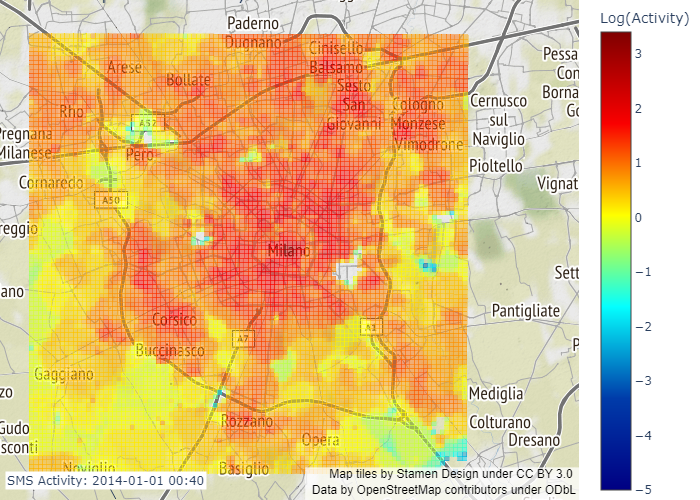 Log(Activity)
Paderno
Dugnano
Cinisello
Balsamo
Arese
Bollate
Sesto
San
Giovanni
Pessa
Con
Borna
Go
Rho
A52
Pero
Cologno
Monzese
Vimodrone
Cernusco
sul
Naviglio
Pregnana
Milanese
Pioltello
Cornaredo
A50
Vignat
reggio
Milano
Sett
ano
Pantigliate
Corsico
A7
A1
Buccinasco
P
Gaggiano
zo
Mediglia
Rozzano
Opera
Colturano
Dresano
Gudo
sconti
Noviglio
Basiglio
SMS Activity: 2014-01-01 00:40
Map tiles by Stamen Design under CC BY 3.0
Data by OpenStreetMap contributors under ODbL
3
2
1
0
−1
−2
−3
−4
−5